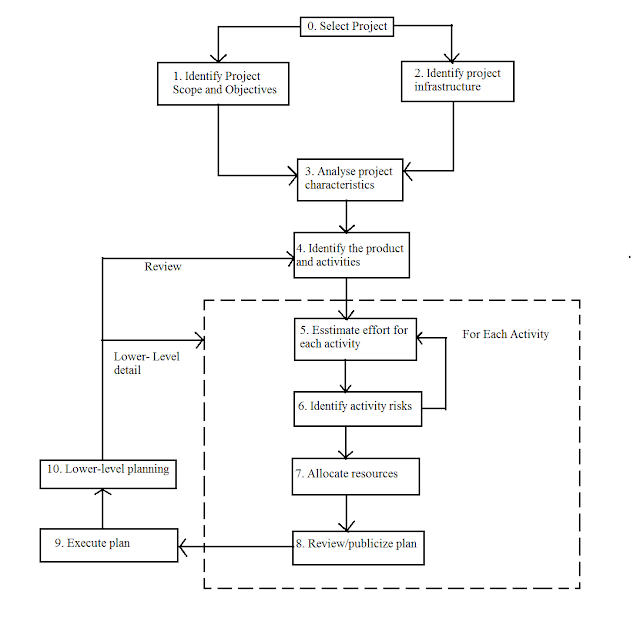 0. Select Project
1. Identify Project
Scope and Objectives
2. Identify project
infrastructure
3. Analyse project
characteristics
4. Identify the product
and activities
Review
5. Esstimate effort for
each activity
For Each Activity
Lower- Level
detail
6. Identify activity risks
7. Allocate resources
10. Lower-level planning
8. Review/publicize plan
9. Execute plan